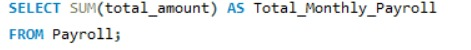 SELECT SUM(total_amount) AS Total_Monthly_Payroll
FROM Payroll;